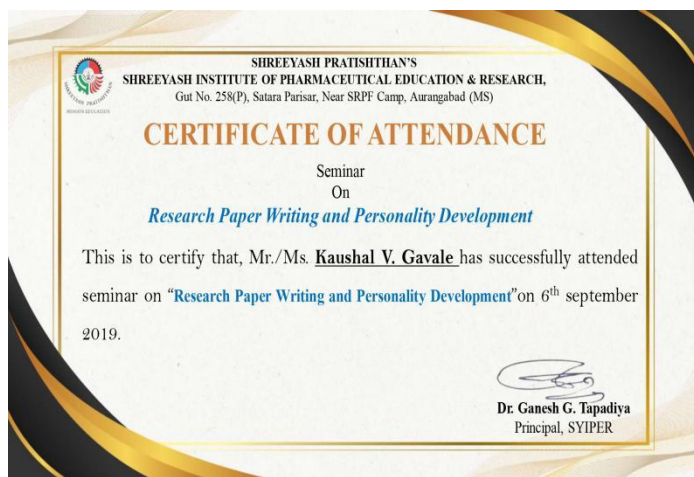 SHREEYASH PRATISHTHAN'S
SHREEYASH INSTITUTE OF PHARMACEUTICAL EDUCATION & RESEARCH,
Gut No. 258(P), Satara Parisar, Near SRPF Camp, Aurangabad (MS)
SHREEYASH PRATISHTHAN
CERTIFICATE OF ATTENDANCE
Seminar
On
Research Paper Writing and Personality Development
This is to certify that, Mr./Ms. Kaushal V. Gavale has successfully attended
seminar on “Research Paper Writing and Personality Development”on 6th september
2019.
Dr. Ganesh G. Tapadiya
Principal, SYIPER